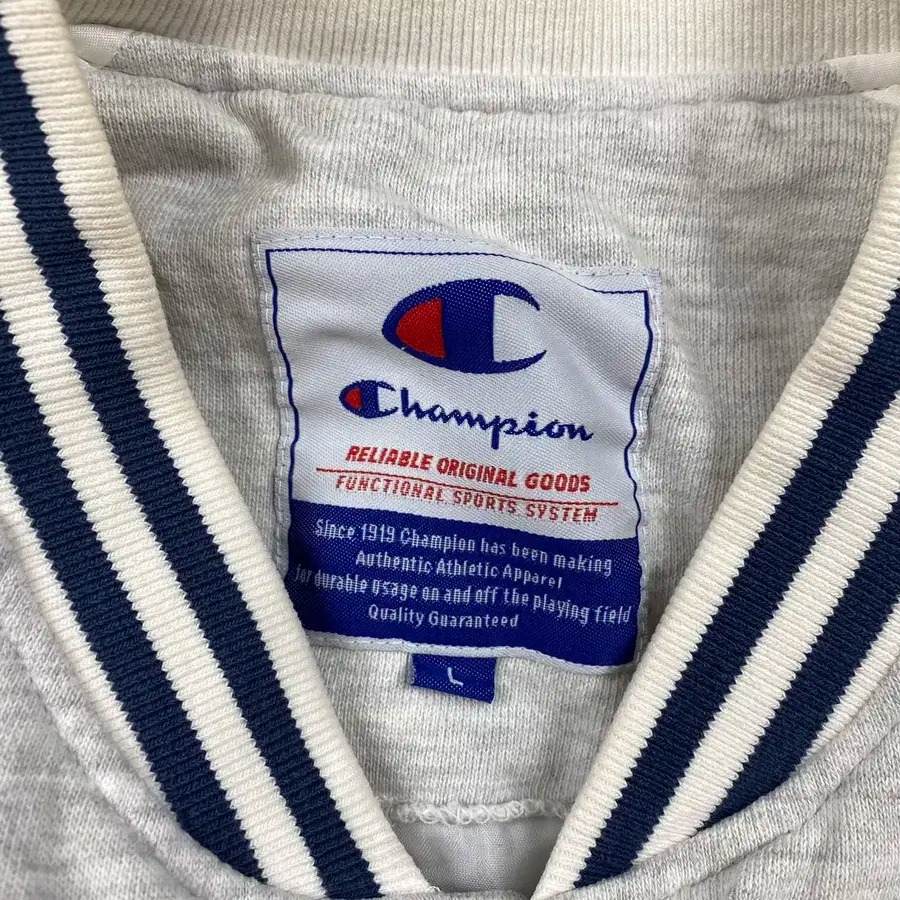 Champion
RELIABLE ORIGINAL GOODS
FUNCTIONAL SPORTS SYSTEM
Since 1919 Champion has been making
Authentic Athletic Apparel
for durable usage on and off the playing field
Quality Guaranteed
L